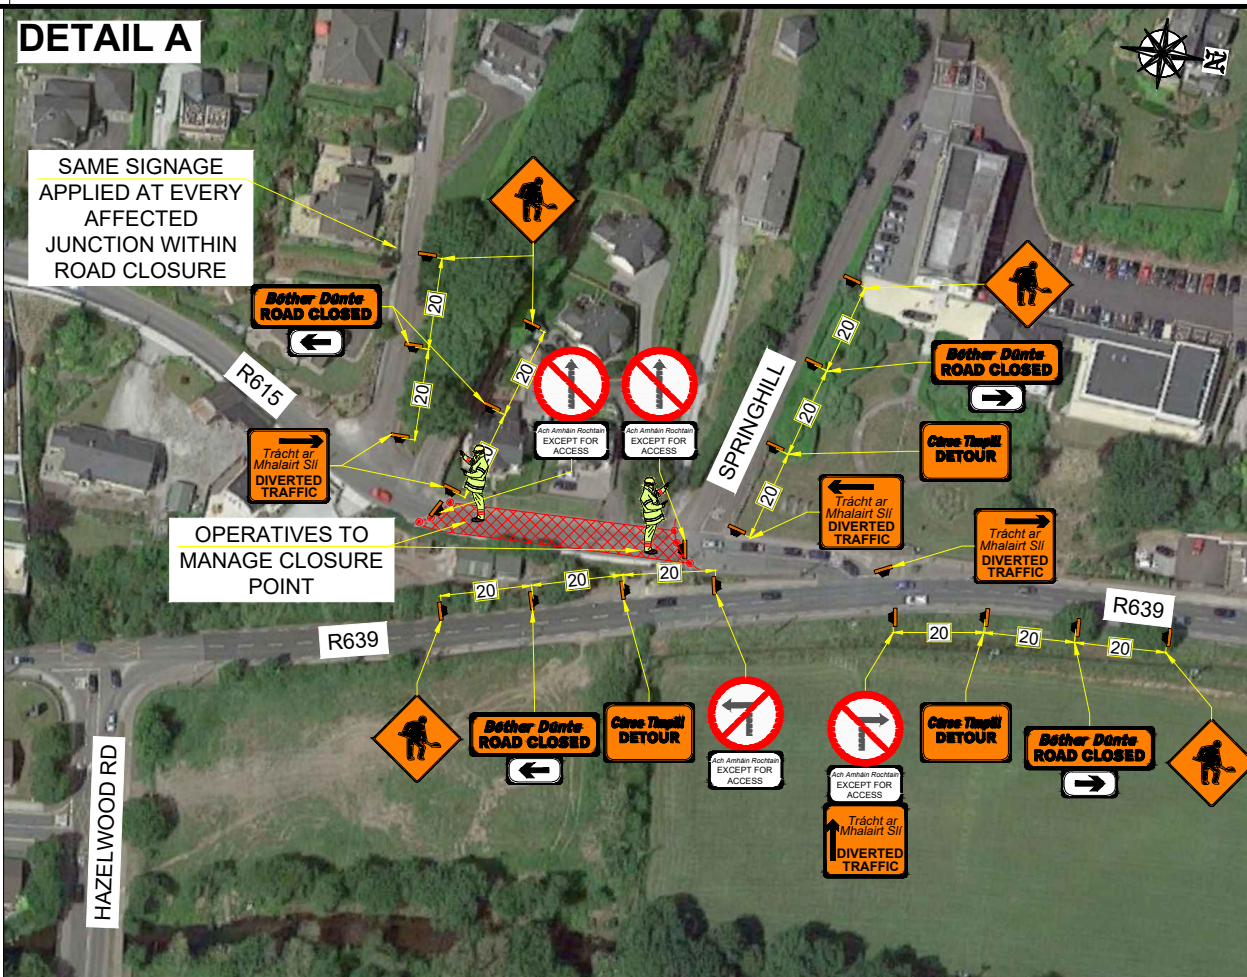 DETAIL A
N
SAME SIGNAGE
APPLIED AT EVERY
AFFECTED
JUNCTION WITHIN
ROAD CLOSURE
Bóthar Dúnta
ROAD CLOSED
R615
20
20
20
Trácht ar
Mhalairt Slí
DIVERTED
TRAFFIC
Ach Amháin Rochtain
EXCEPT FOR
ACCESS
Ach Amháin Rochtain
EXCEPT FOR
ACCESS
SPRINGHILL
20
20
20
Bóthar Dúnta
ROAD CLOSED
Cúrsa Timpill
DETOUR
Trácht ar
Mhalairt Slí
DIVERTED
TRAFFIC
Trácht ar
Mhalairt Slí
DIVERTED
TRAFFIC
OPERATIVES TO
MANAGE CLOSURE
POINT
20
20
20
R639
R639
20
20
20
Bóthar Dúnta
ROAD CLOSED
Cúrsa Timpill
DETOUR
Ach Amháin Rochtain
EXCEPT FOR
ACCESS
Ach Amháin Rochtain
EXCEPT FOR
ACCESS
Trácht ar
Mhalairt Slí
DIVERTED
TRAFFIC
Cúrsa Timpill
DETOUR
Bóthar Dúnta
ROAD CLOSED
HAZELWOOD RD